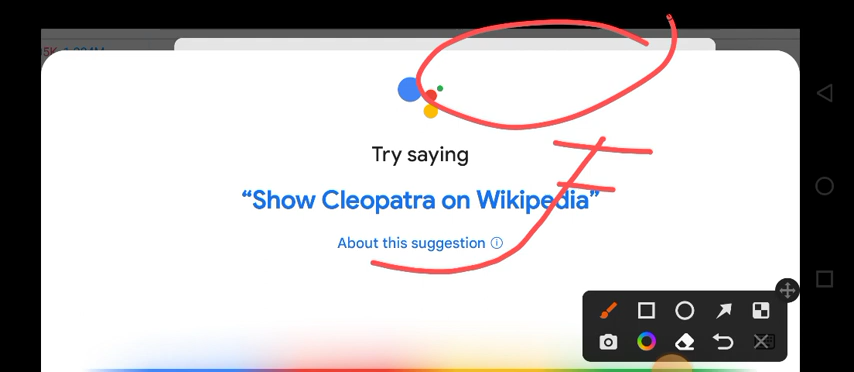 Try saying
“Show Cleopatra on Wikipedia”
About this suggestion